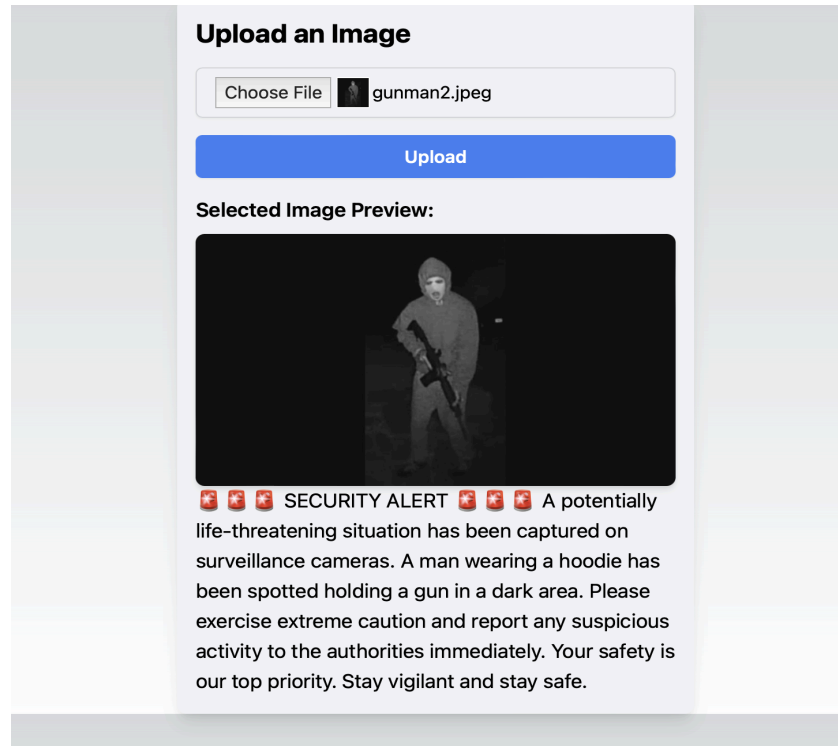 Upload an Image
Choose File gunman2.jpeg
Upload
Selected Image Preview:
🚨 🚨 🚨 SECURITY ALERT 🚨 🚨 🚨 A potentially
life-threatening situation has been captured on
surveillance cameras. A man wearing a hoodie has
been spotted holding a gun in a dark area. Please
exercise extreme caution and report any suspicious
activity to the authorities immediately. Your safety is
our top priority. Stay vigilant and stay safe.